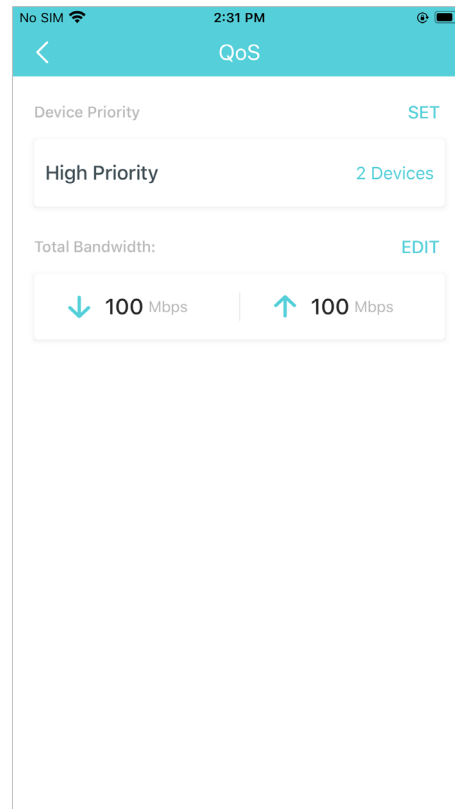 No SIM 2:31 PM
QoS
Device Priority SET
High Priority 2 Devices
Total Bandwidth: EDIT
100 Mbps 100 Mbps